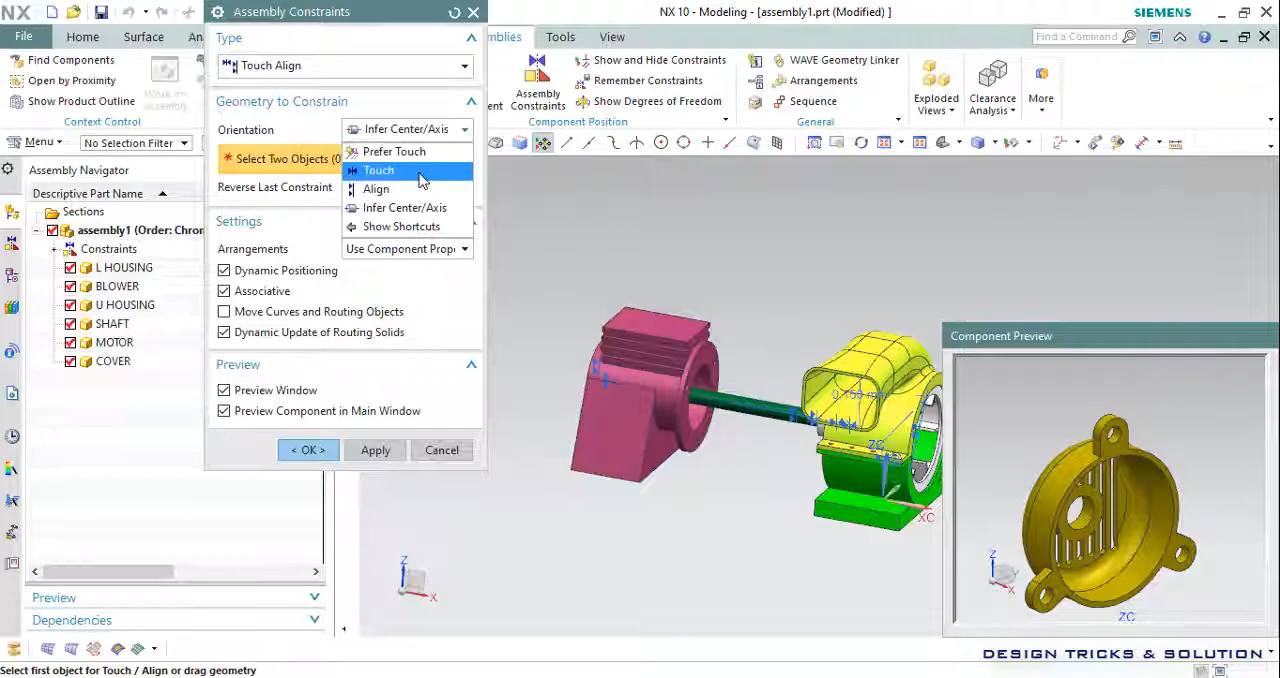 NX
Assembly Constraints
NX 10 - Modeling - [assembly1.prt (Modified) ]
SIEMENS
File
Home
Surface
Tools
View
Find a Command
Find Components
Open by Proximity
Show Product Outline
Context Control
Type
Touch Align
Geometry to Constrain
Orientation
Infer Center/Axis
Prefer Touch
Touch
Align
Infer Center/Axis
Show Shortcuts
* Select Two Objects (0
Reverse Last Constraint
Settings
Arrangements
Use Component Prop
Dynamic Positioning
Associative
Move Curves and Routing Objects
Dynamic Update of Routing Solids
Preview
Preview Window
Preview Component in Main Window
< OK >
Apply
Cancel
Assembly Constraints
Show and Hide Constraints
Remember Constraints
Show Degrees of Freedom
Component Position
WAVE Geometry Linker
Arrangements
Sequence
General
Exploded Views
Clearance Analysis
More
Menu
No Selection Filter
Assembly Navigator
Descriptive Part Name
Sections
assembly1 (Order: Chron
Constraints
L HOUSING
BLOWER
U HOUSING
SHAFT
MOTOR
COVER
Preview
Dependencies
ZC
XC
Z
X
Component Preview
Z
X
ZC
DESIGN TRICKS & SOLUTION
Select first object for Touch / Align or drag geometry